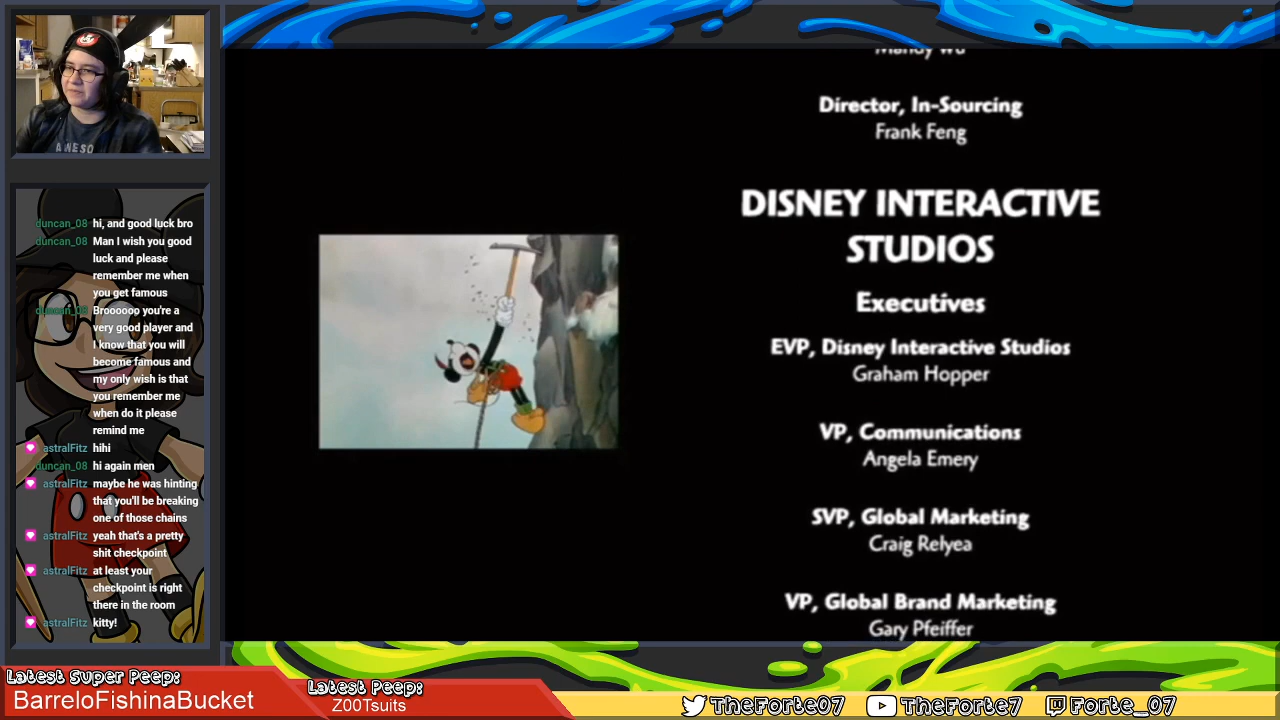 AWESO
duncan_08 hi, and good luck bro
duncan_08 Man I wish you good
luck and please
remember me when
you get famous
duncan_08 Broooooo you're a
very good player and
I know that you will
become famous and
my only wish is that
you remember me
when do it please
remind me
astralFitz hihi
duncan_08 hi again men
astralFitz maybe he was hinting
that you'll be breaking
one of those chains
astralFitz yeah that's a pretty
shit checkpoint
astralFitz at least your
checkpoint is right
there in the room
astralFitz kitty!
Mandy Wu
Director, In-Sourcing
Frank Feng
DISNEY INTERACTIVE
STUDIOS
Executives
EVP, Disney Interactive Studios
Graham Hopper
VP, Communications
Angela Emery
SVP, Global Marketing
Craig Relyea
VP, Global Brand Marketing
Gary Pfeiffer
Latest Super Peep:
BarreloFishinaBucket
Latest Peep:
Z00Tsuits
TheForte07
TheForte7
Forte_07